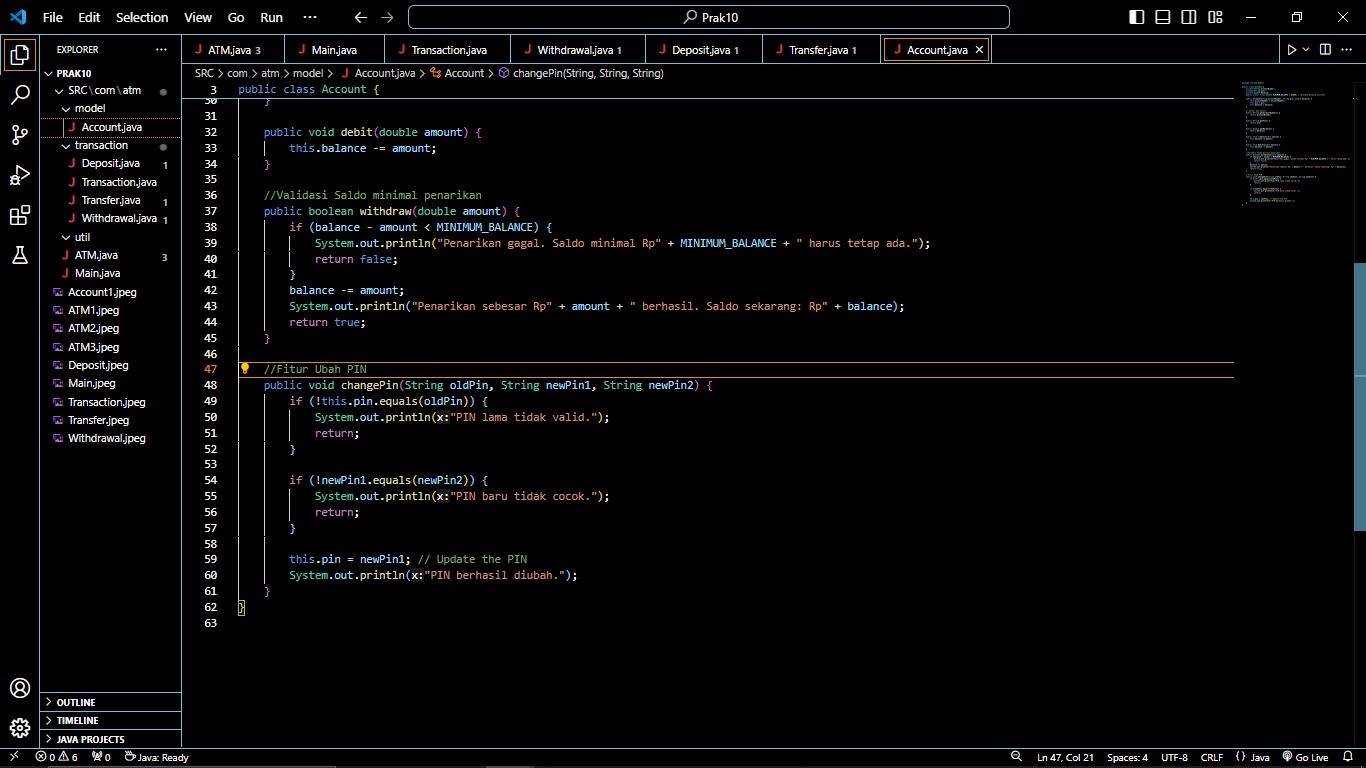 File Edit Selection View Go Run ··· Prak10
EXPLORER ···
PRAK10
SRC\com\atm
model
Account.java
transaction
Deposit.java 1
Transaction.java
Transfer.java 1
Withdrawal.java 1
util
ATM.java 3
Main.java
Account1.jpeg
ATM1.jpeg
ATM2.jpeg
ATM3.jpeg
Deposit.jpeg
Main.jpeg
Transaction.jpeg
Transfer.jpeg
Withdrawal.jpeg
OUTLINE
TIMELINE
JAVA PROJECTS
ATM.java 3 Main.java Transaction.java Withdrawal.java 1 Deposit.java 1 Transfer.java 1 Account.java
SRC > com > atm > model > Account.java > Account > changePin(String, String, String)
3 public class Account {
30 }
31
32 public void debit(double amount) {
33 this.balance -= amount;
34 }
35
36 //Validasi Saldo minimal penarikan
37 public boolean withdraw(double amount) {
38 if (balance - amount < MINIMUM_BALANCE) {
39 System.out.println("Penarikan gagal. Saldo minimal Rp" + MINIMUM_BALANCE + " harus tetap ada.");
40 return false;
41 }
42 balance -= amount;
43 System.out.println("Penarikan sebesar Rp" + amount + " berhasil. Saldo sekarang: Rp" + balance);
44 return true;
45 }
46
47 //Fitur Ubah PIN
48 public void changePin(String oldPin, String newPin1, String newPin2) {
49 if (!this.pin.equals(oldPin)) {
50 System.out.println(x:"PIN lama tidak valid.");
51 return;
52 }
53
54 if (!newPin1.equals(newPin2)) {
55 System.out.println(x:"PIN baru tidak cocok.");
56 return;
57 }
58
59 this.pin = newPin1; // Update the PIN
60 System.out.println(x:"PIN berhasil diubah.");
61 }
62 }
63
0 6 0 Java: Ready Ln 47, Col 21 Spaces: 4 UTF-8 CRLF {} Java Go Live